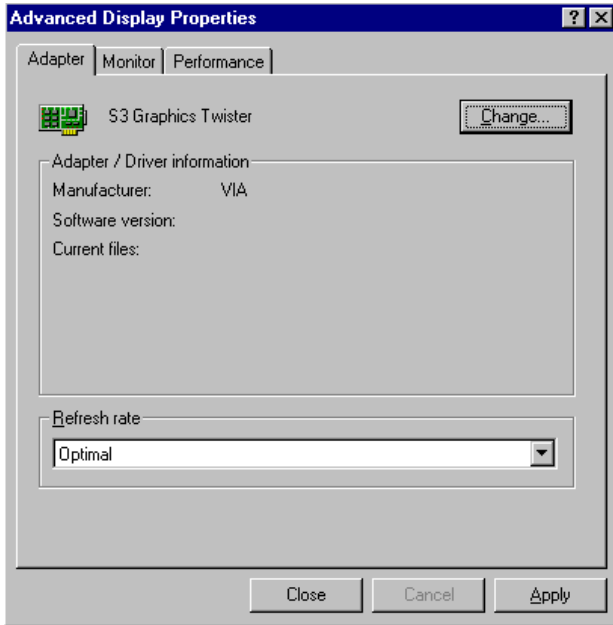 Advanced Display Properties
Adapter Monitor Performance
S3 Graphics Twister Change...
Adapter / Driver information
Manufacturer: VIA
Software version:
Current files:
Refresh rate
Optimal
Close Cancel Apply